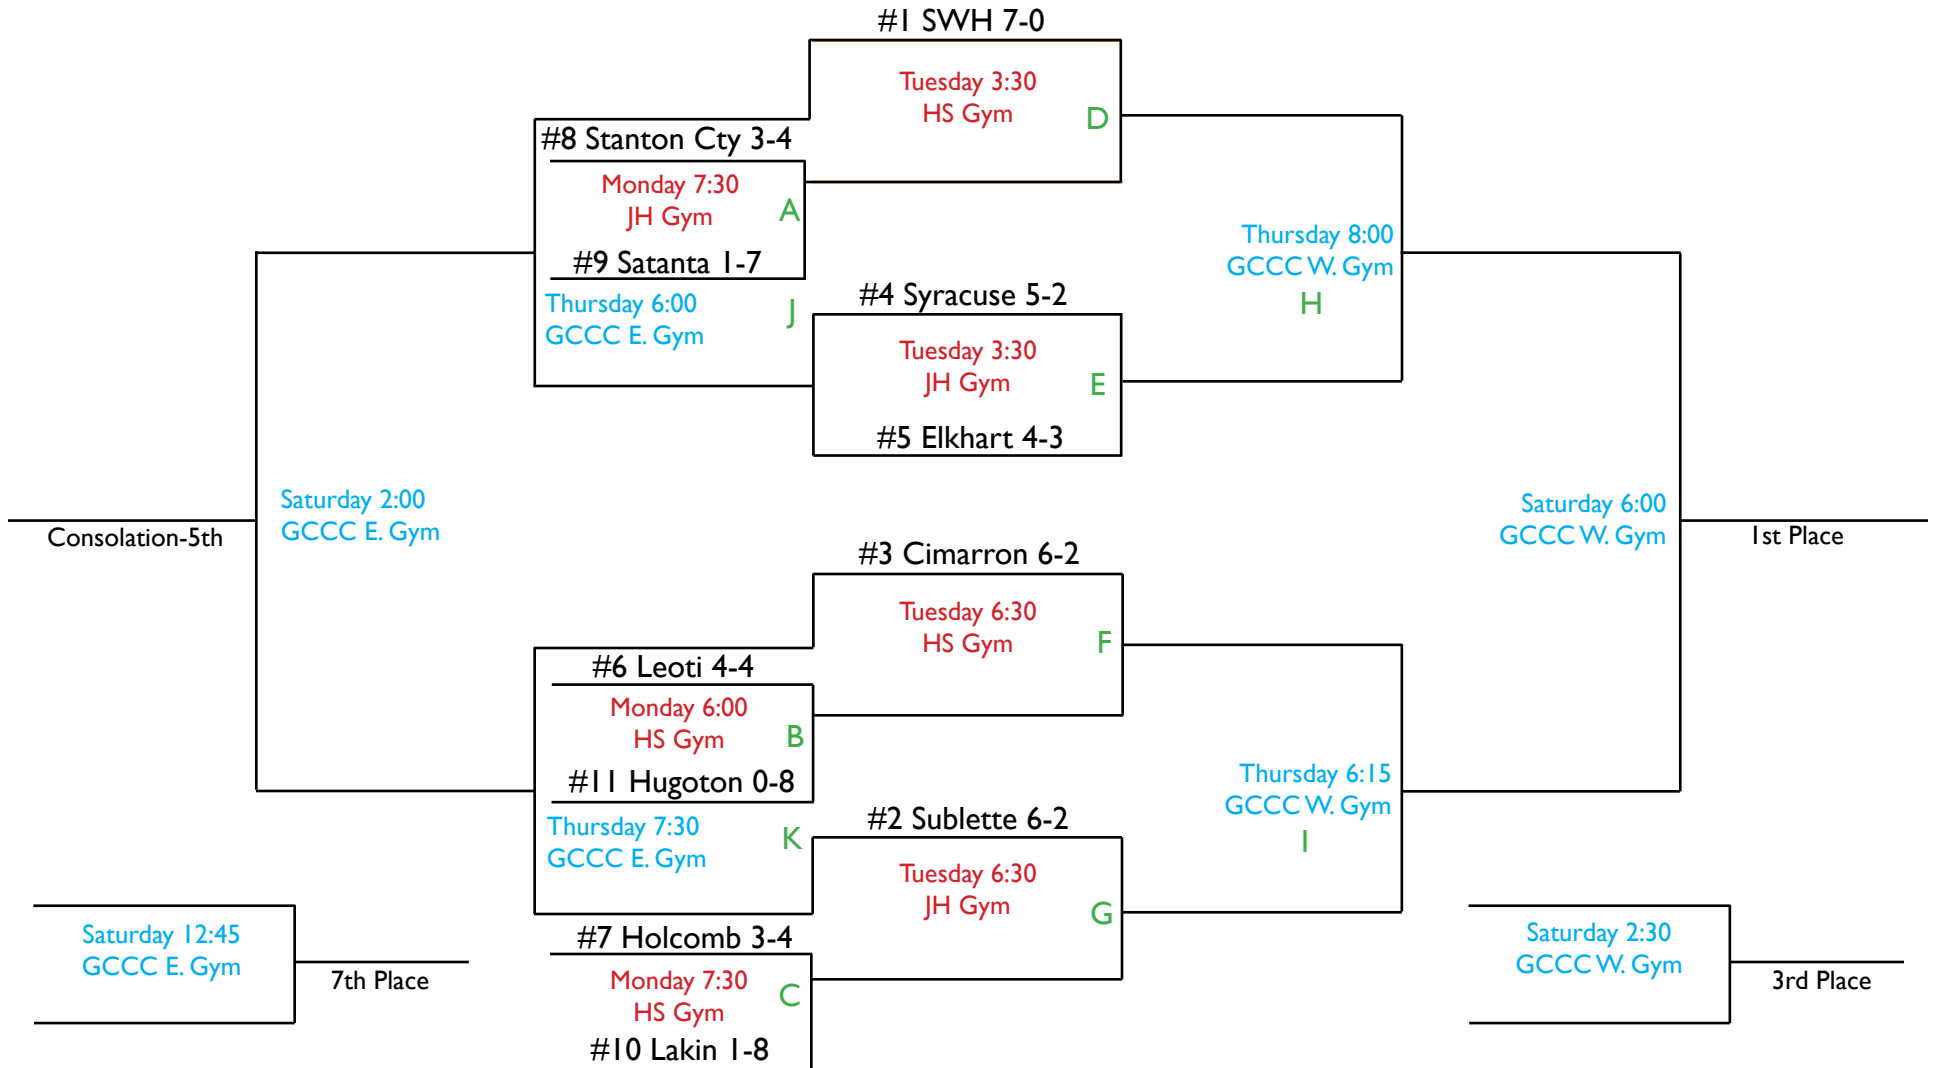 #1 SWH 7-0
Tuesday 3:30
HS Gym
D
#8 Stanton Cty 3-4
Monday 7:30
JH Gym
A
#9 Satanta 1-7
Thursday 6:00
GCCC E. Gym
J
#4 Syracuse 5-2
Tuesday 3:30
JH Gym
E
#5 Elkhart 4-3
Thursday 8:00
GCCC W. Gym
H
Saturday 2:00
GCCC E. Gym
Consolation-5th
Saturday 6:00
GCCC W. Gym
1st Place
#3 Cimarron 6-2
Tuesday 6:30
HS Gym
F
#6 Leoti 4-4
Monday 6:00
HS Gym
B
#11 Hugoton 0-8
Thursday 7:30
GCCC E. Gym
K
#2 Sublette 6-2
Tuesday 6:30
JH Gym
G
Thursday 6:15
GCCC W. Gym
I
#7 Holcomb 3-4
Monday 7:30
HS Gym
C
#10 Lakin 1-8
Saturday 12:45
GCCC E. Gym
7th Place
Saturday 2:30
GCCC W. Gym
3rd Place